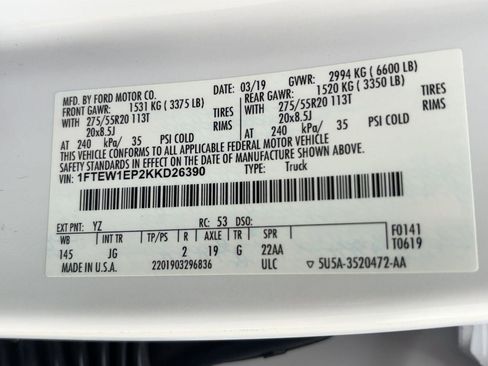 MFD. BY FORD MOTOR CO. DATE: 03/19 GVWR: 2994 KG ( 6600 LB)
FRONT GAWR: 1531 KG ( 3375 LB) REAR GAWR: 1520 KG ( 3350 LB)
WITH 275/55R20 113T TIRES WITH 275/55R20 113T TIRES
20x8.5J RIMS 20x8.5J RIMS
AT 240 kPa/ 35 PSI COLD AT 240 kPa/ 35 PSI COLD
THIS VEHICLE CONFORMS TO ALL APPLICABLE FEDERAL MOTOR VEHICLE
SAFETY STANDARDS IN EFFECT ON THE DATE OF MANUFACTURE SHOWN ABOVE.
VIN: 1FTEW1EP2KKD26390 TYPE: Truck
EXT PNT: YZ RC: 53 DSO: F0141
WB INT TR TP/PS R AXLE TR SPR T0619
145 JG 2 19 G 22AA
MADE IN U.S.A. 2201903296836 ULC 5U5A-3520472-AA